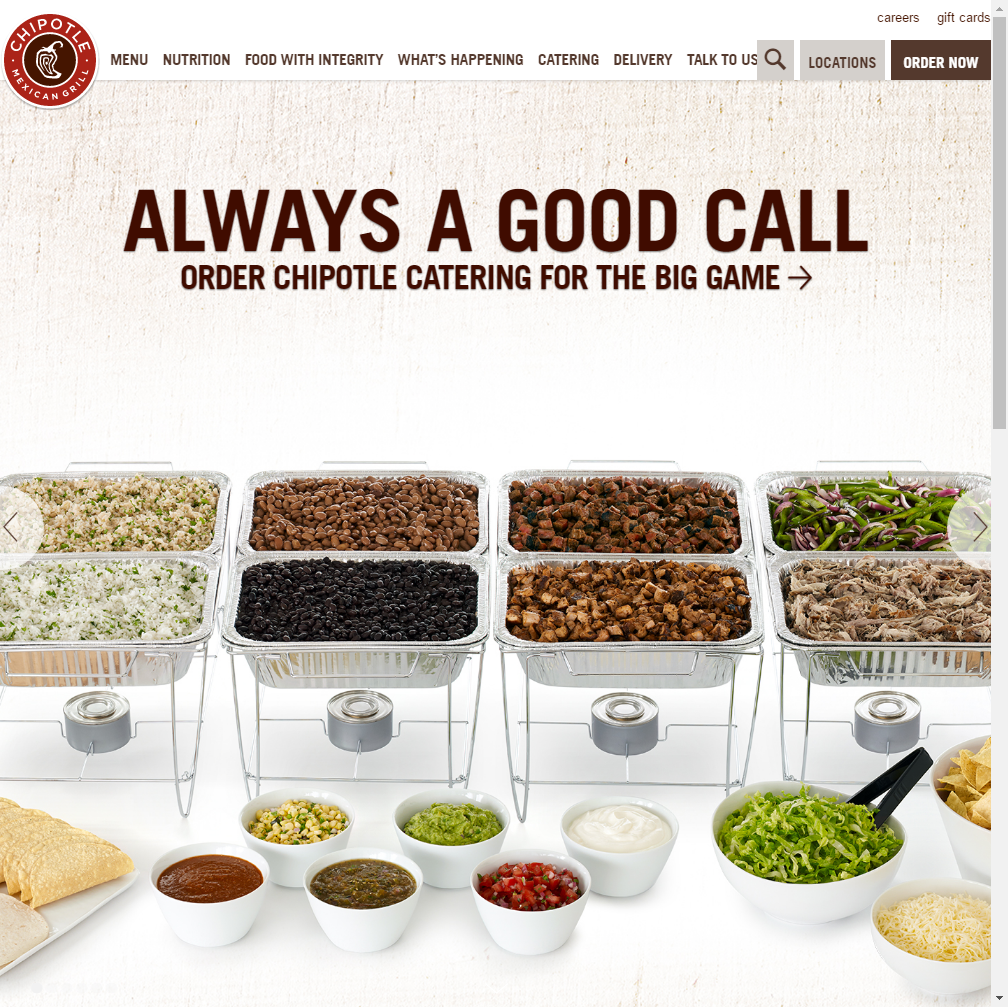 careers gift cards
CHIPOTLE
MEXICAN GRILL
MENU NUTRITION FOOD WITH INTEGRITY WHAT'S HAPPENING CATERING DELIVERY TALK TO US LOCATIONS ORDER NOW
ALWAYS A GOOD CALL
ORDER CHIPOTLE CATERING FOR THE BIG GAME